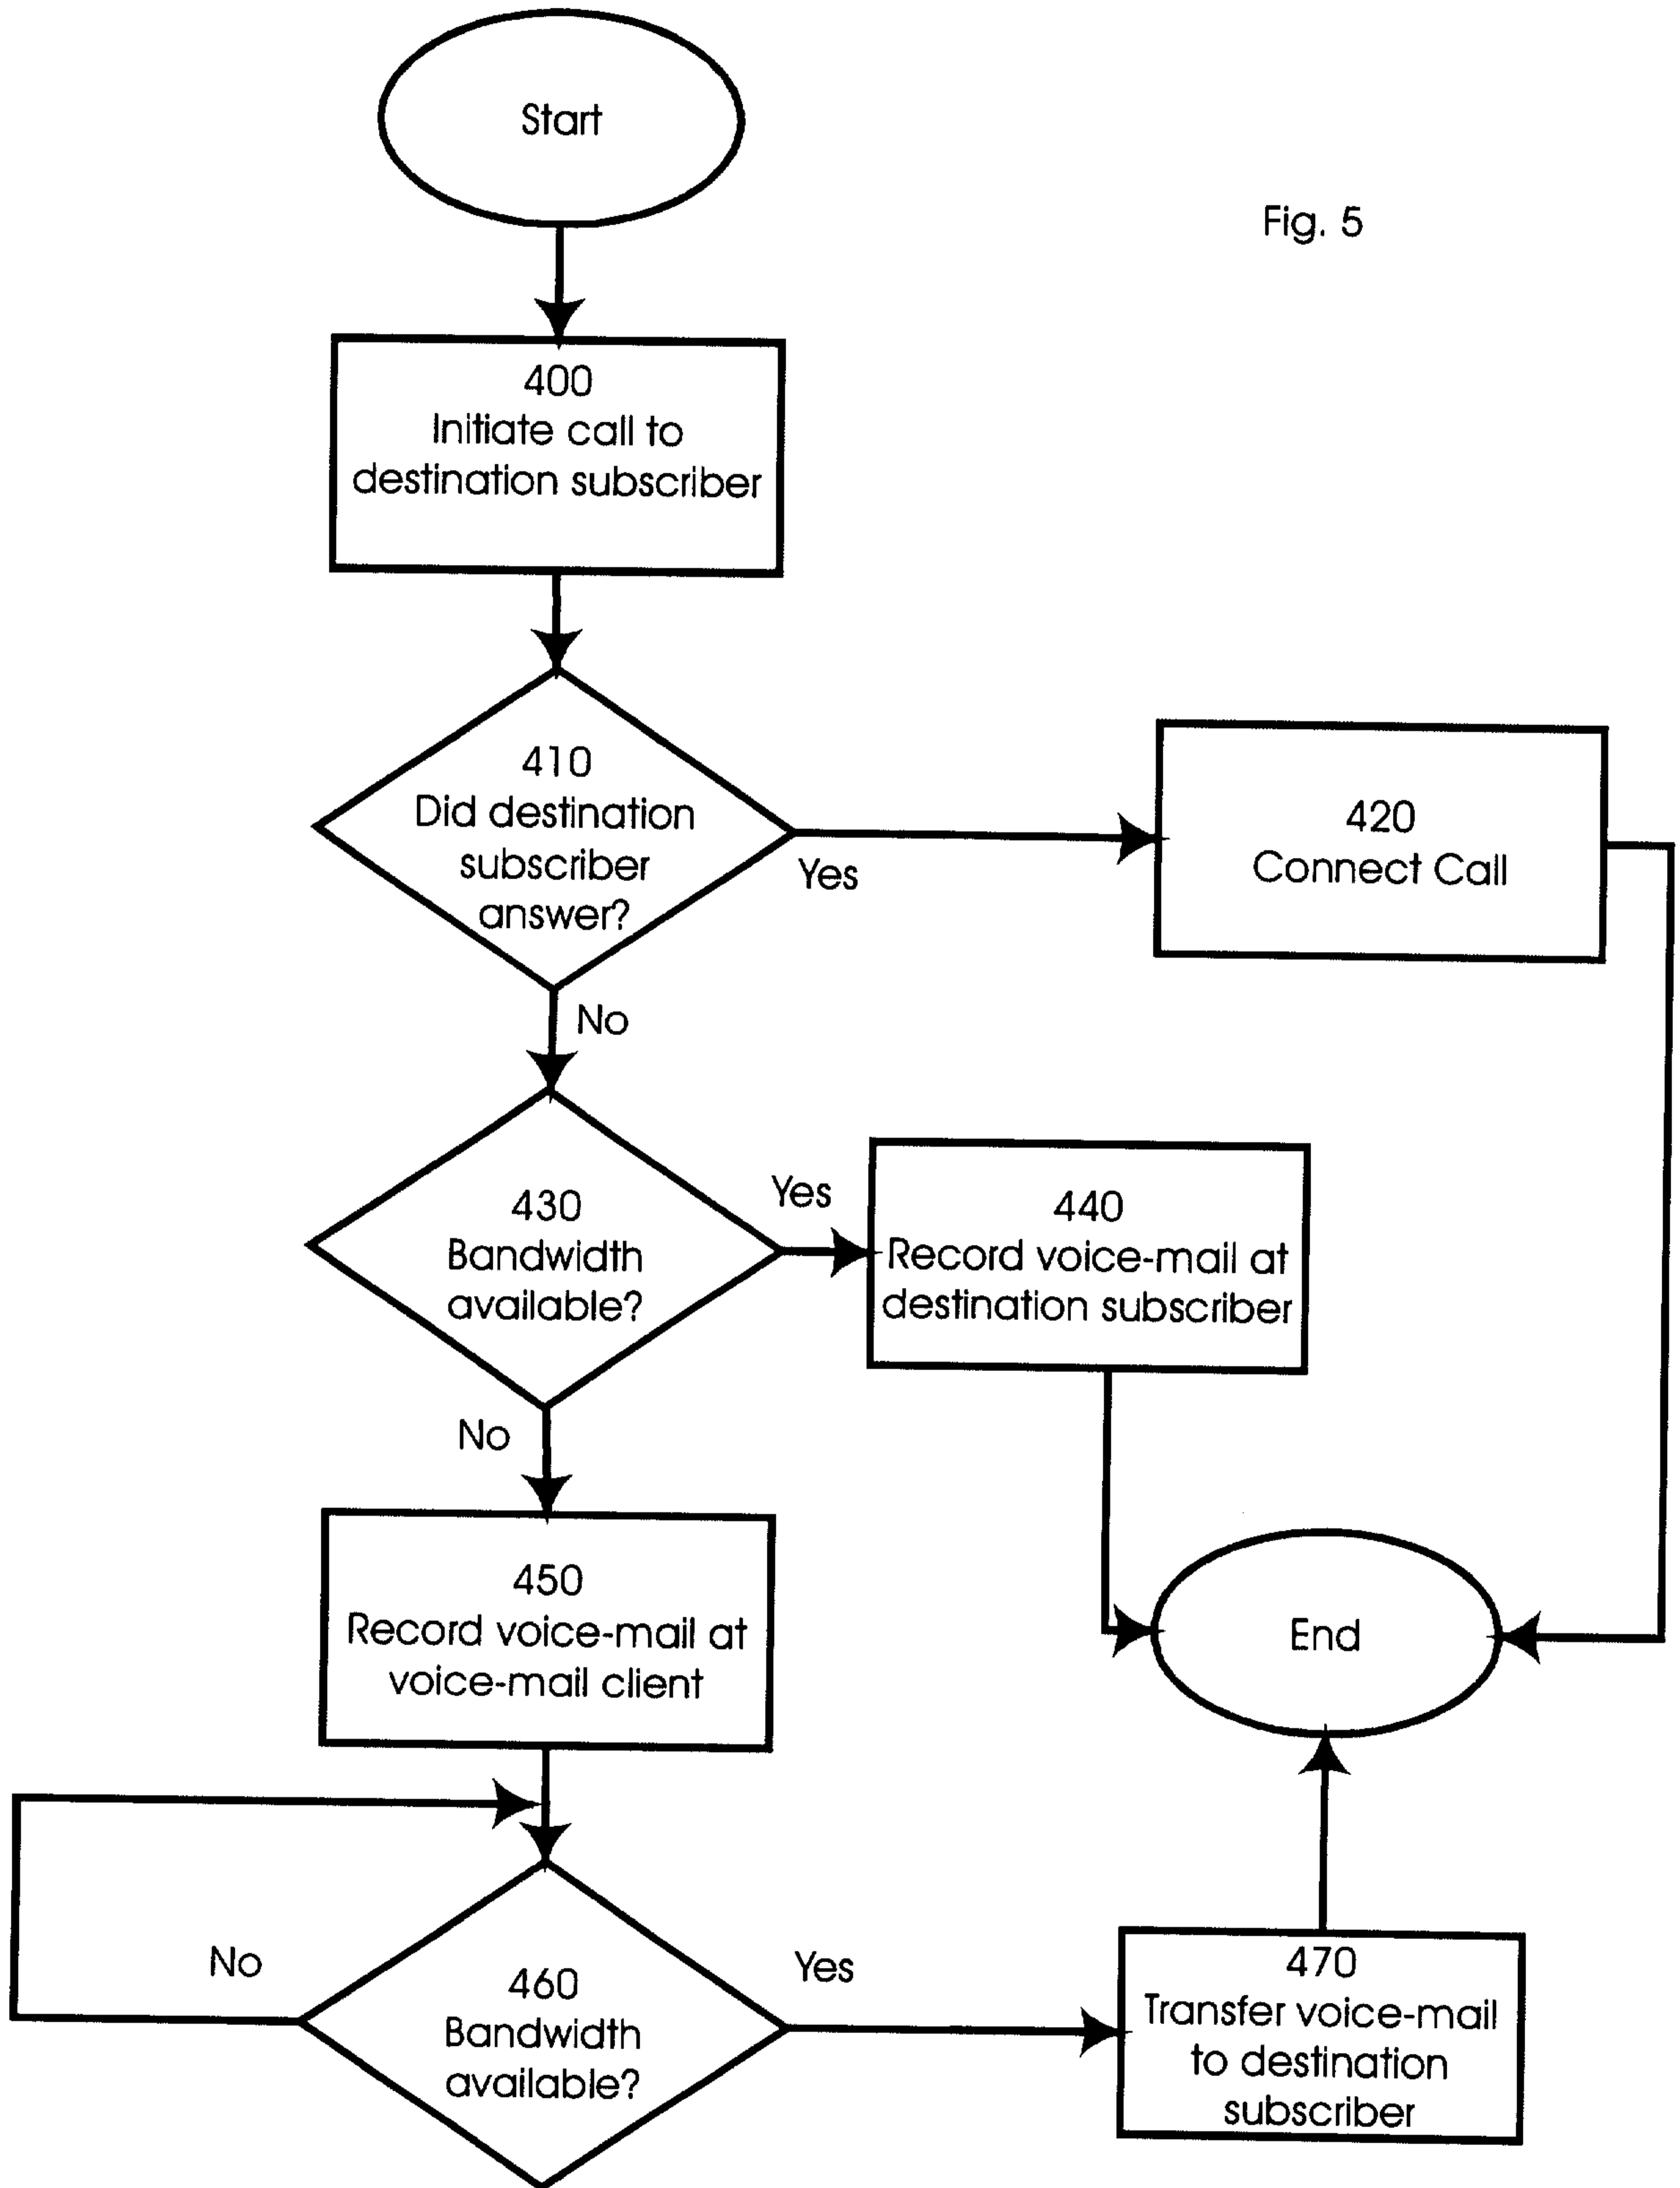 Start
Fig. 5
400
Initiate call to
destination subscriber
410
Did destination
subscriber
answer?
Yes
420
Connect Call
No
430
Bandwidth
available?
Yes
440
Record voice-mail at
destination subscriber
No
450
Record voice-mail at
voice-mail client
End
No
460
Bandwidth
available?
Yes
470
Transfer voice-mail
to destination
subscriber